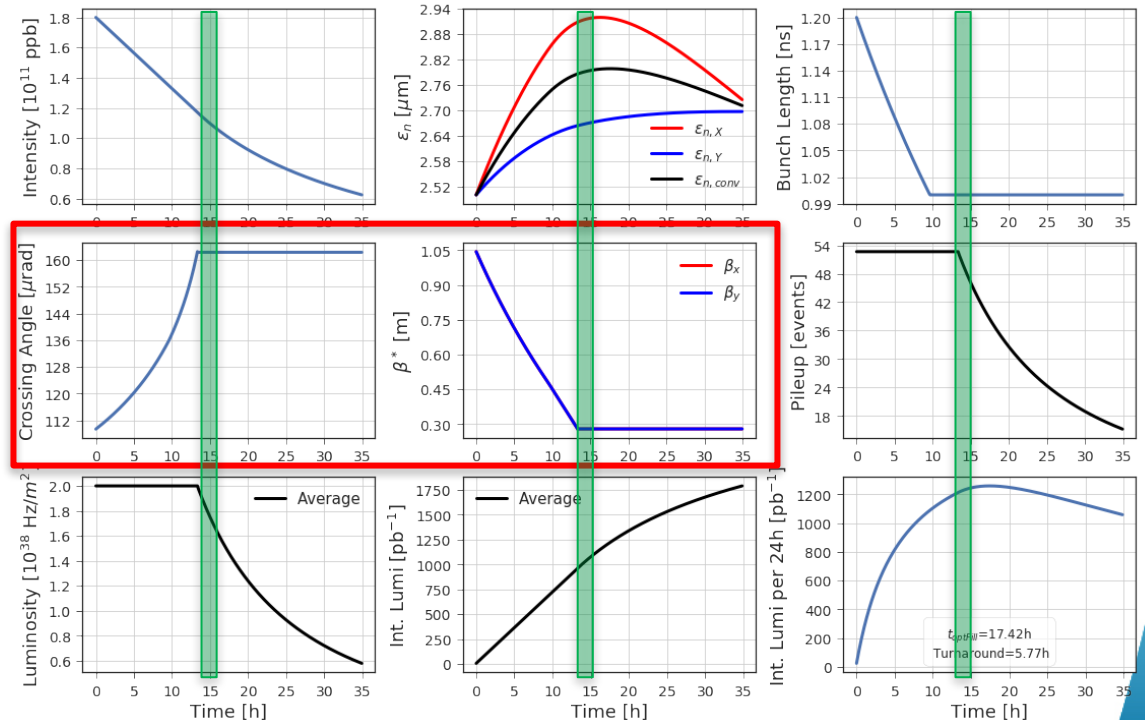 Intensity [10¹¹ ppb]
1.8
1.6
1.4
1.2
1.0
0.8
0.6
0 5 10 15 20 25 30 35
εₙ [μm]
2.94
2.88
2.82
2.76
2.70
2.64
2.58
2.52
εₙ,X
εₙ,Y
εₙ,conv
0 5 10 15 20 25 30 35
Bunch Length [ns]
1.20
1.17
1.14
1.11
1.08
1.05
1.02
0.99
0 5 10 15 20 25 30 35
Crossing Angle [μrad]
160
152
144
136
128
120
112
0 5 10 15 20 25 30 35
β* [m]
1.05
0.90
0.75
0.60
0.45
0.30
βx
βy
0 5 10 15 20 25 30 35
Pileup [events]
54
48
42
36
30
24
18
0 5 10 15 20 25 30 35
Luminosity [10³⁸ Hz/m²
2.0
1.8
1.6
1.4
1.2
1.0
0.8
0.6
Average
0 5 10 15 20 25 30 35
Time [h]
Int. Lumi [pb⁻¹]
1750
1500
1250
1000
750
500
250
0
Average
0 5 10 15 20 25 30 35
Time [h]
Int. Lumi per 24h [pb⁻¹]
1200
1000
800
600
400
200
0
t_optFill=17.42h
Turnaround=5.77h
0 5 10 15 20 25 30 35
Time [h]